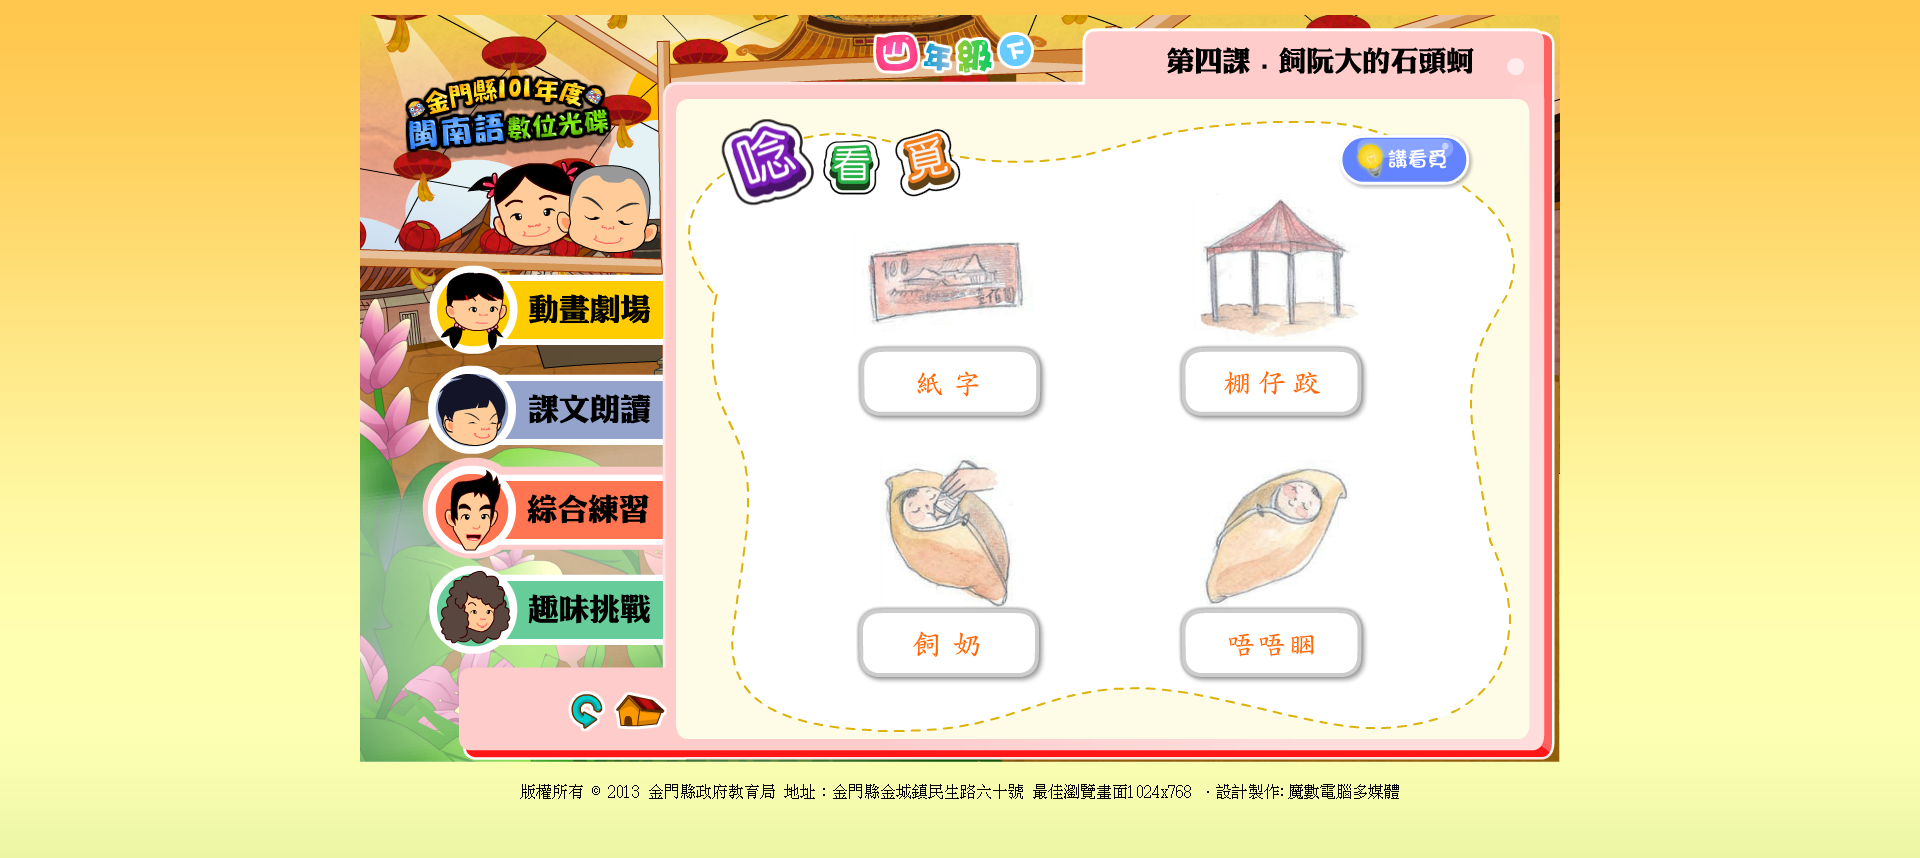 四年級下
第四課．飼阮大的石頭蚵
金門縣101年度
閩南語數位光碟
唸看覓
講看覓
100
壹佰圓
動畫劇場
紙字
棚仔跤
課文朗讀
綜合練習
趣味挑戰
飼奶
唔唔睏
版權所有 © 2013 金門縣政府教育局 地址：金門縣金城鎮民生路六十號 最佳瀏覽畫面1024x768 ‧設計製作: 魔數電腦多媒體